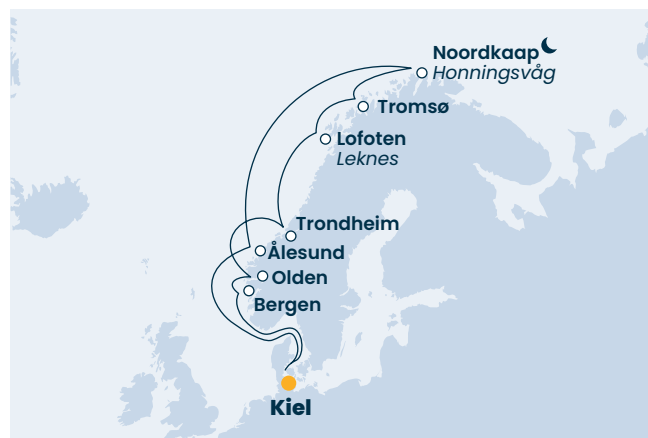 Noordkaap
Honningsvåg
Tromsø
Lofoten
Leknes
Trondheim
Ålesund
Olden
Bergen
Kiel